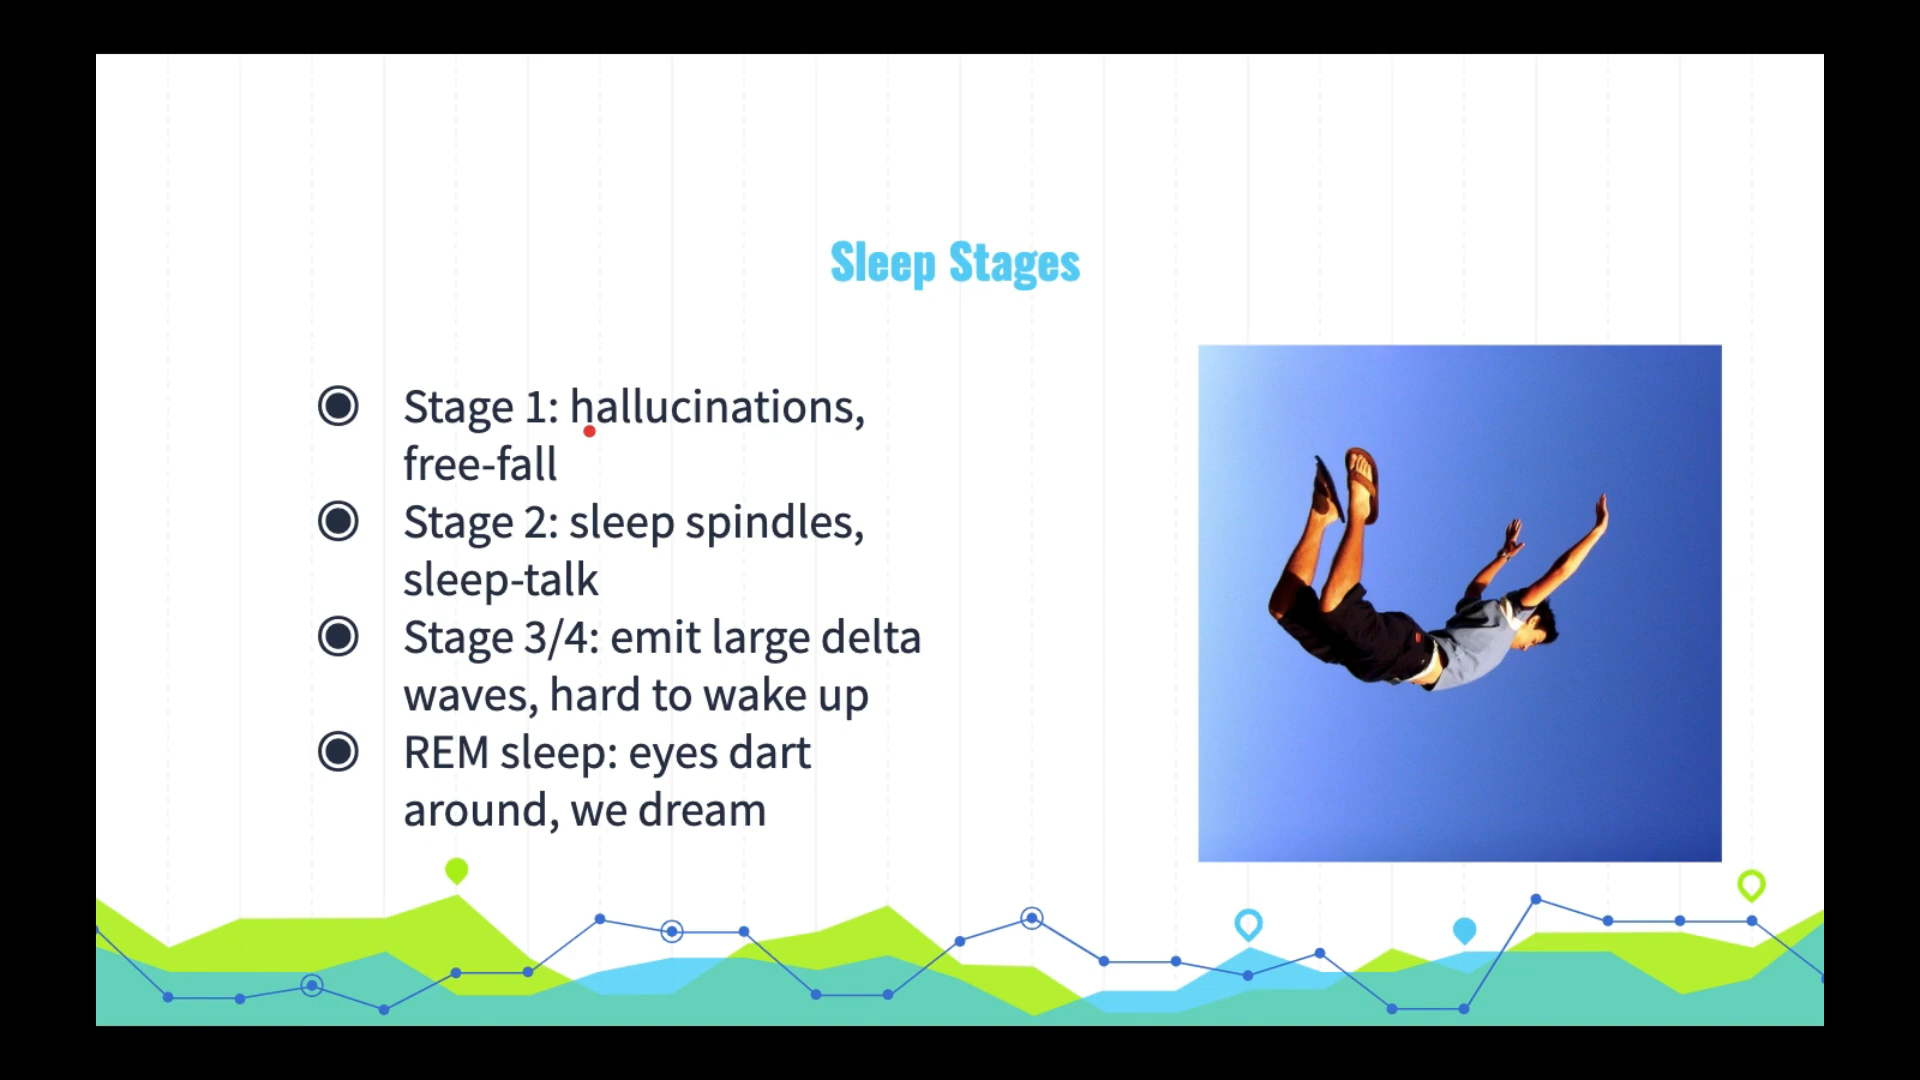 Sleep Stages
Stage 1: hallucinations,
free-fall
Stage 2: sleep spindles,
sleep-talk
Stage 3/4: emit large delta
waves, hard to wake up
REM sleep: eyes dart
around, we dream